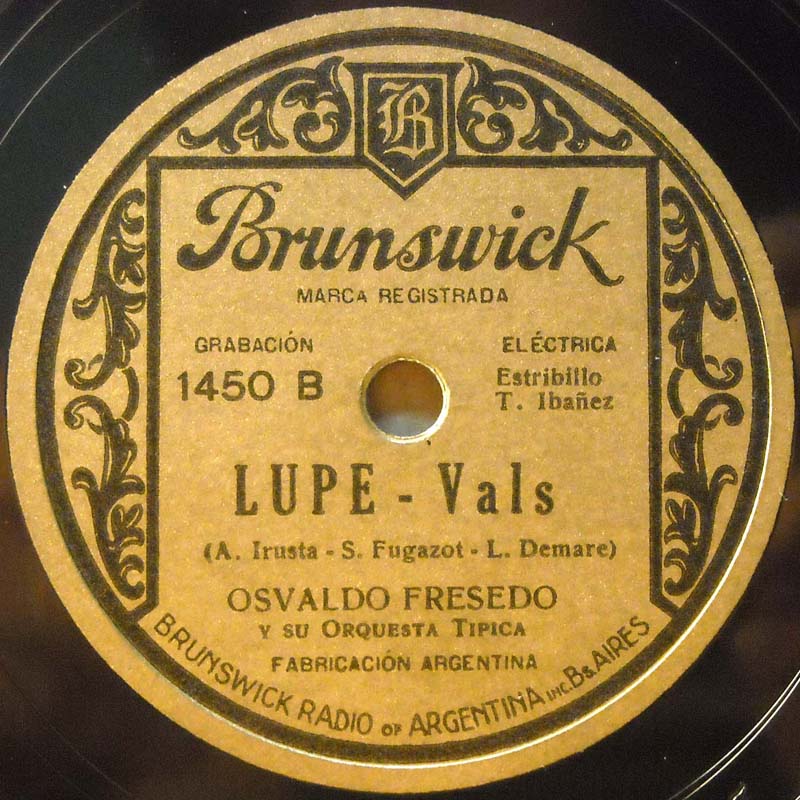 B
Brunswick
MARCA REGISTRADA
GRABACIÓN
1450 B
ELÉCTRICA
Estribillo
T. Ibañez
LUPE - Vals
(A. Irusta - S. Fugazot - L. Demare)
OSVALDO FRESEDO
Y SU ORQUESTA TIPICA
FABRICACIÓN ARGENTINA
BRUNSWICK RADIO OF ARGENTINA INC. Bs. AIRES